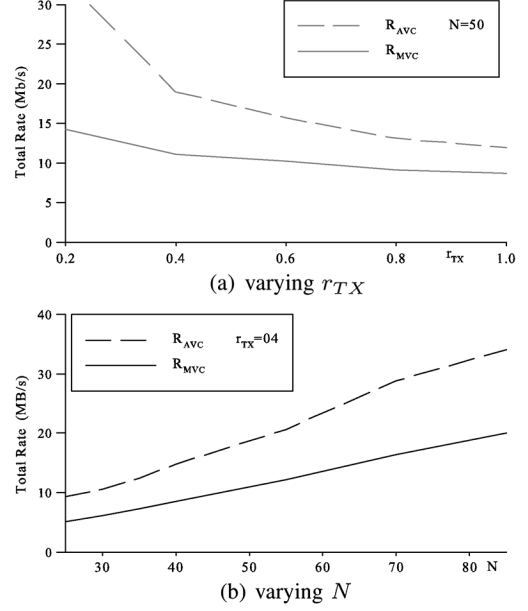 30
25
20
15
10
5
0
Total Rate (Mb/s)
R_AVC N=50
R_MVC
0.2 0.4 0.6 0.8 r_TX 1.0
(a) varying r_TX
40
30
20
10
0
Total Rate (MB/s)
R_AVC r_TX=04
R_MVC
30 40 50 60 70 80 N
(b) varying N